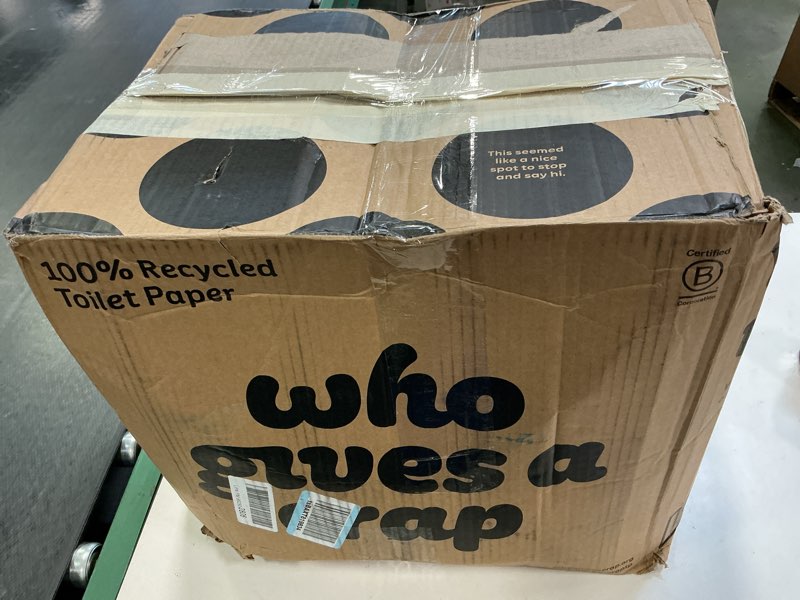 This seemed
like a nice
spot to stop
and say hi.
100% Recycled
Toilet Paper
Certified
B
Corporation
who
gives a
crap